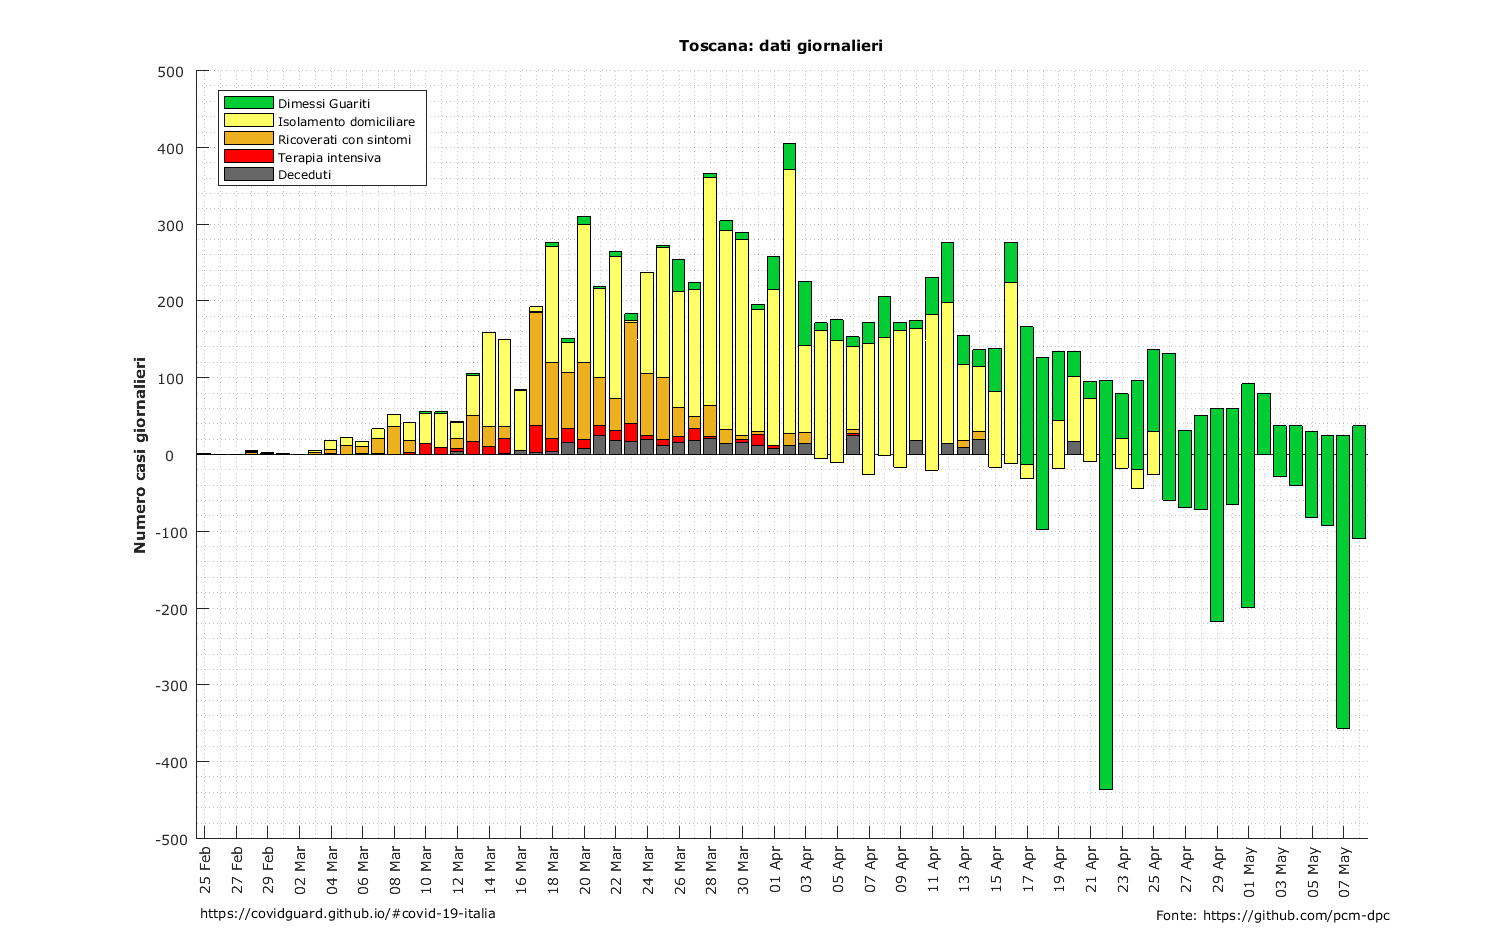 Toscana: dati giornalieri
500
400
300
200
100
0
-100
-200
-300
-400
-500
Numero casi giornalieri
Dimessi Guariti
Isolamento domiciliare
Ricoverati con sintomi
Terapia intensiva
Deceduti
25 Feb
27 Feb
29 Feb
02 Mar
04 Mar
06 Mar
08 Mar
10 Mar
12 Mar
14 Mar
16 Mar
18 Mar
20 Mar
22 Mar
24 Mar
26 Mar
28 Mar
30 Mar
01 Apr
03 Apr
05 Apr
07 Apr
09 Apr
11 Apr
13 Apr
15 Apr
17 Apr
19 Apr
21 Apr
23 Apr
25 Apr
27 Apr
29 Apr
01 May
03 May
05 May
07 May
https://covidguard.github.io/#covid-19-italia
Fonte: https://github.com/pcm-dpc